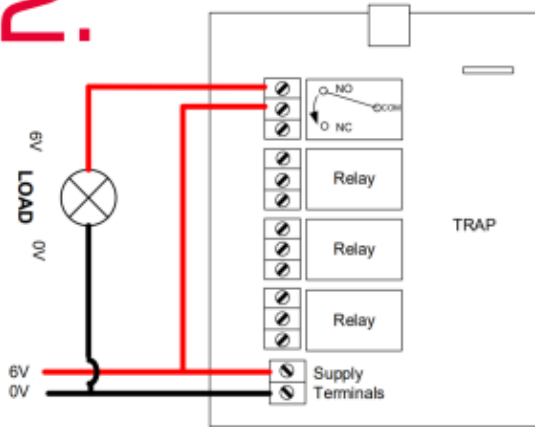 2.
NO
COM
NC
6V
LOAD
0V
Relay
Relay
Relay
TRAP
6V
0V
Supply
Terminals